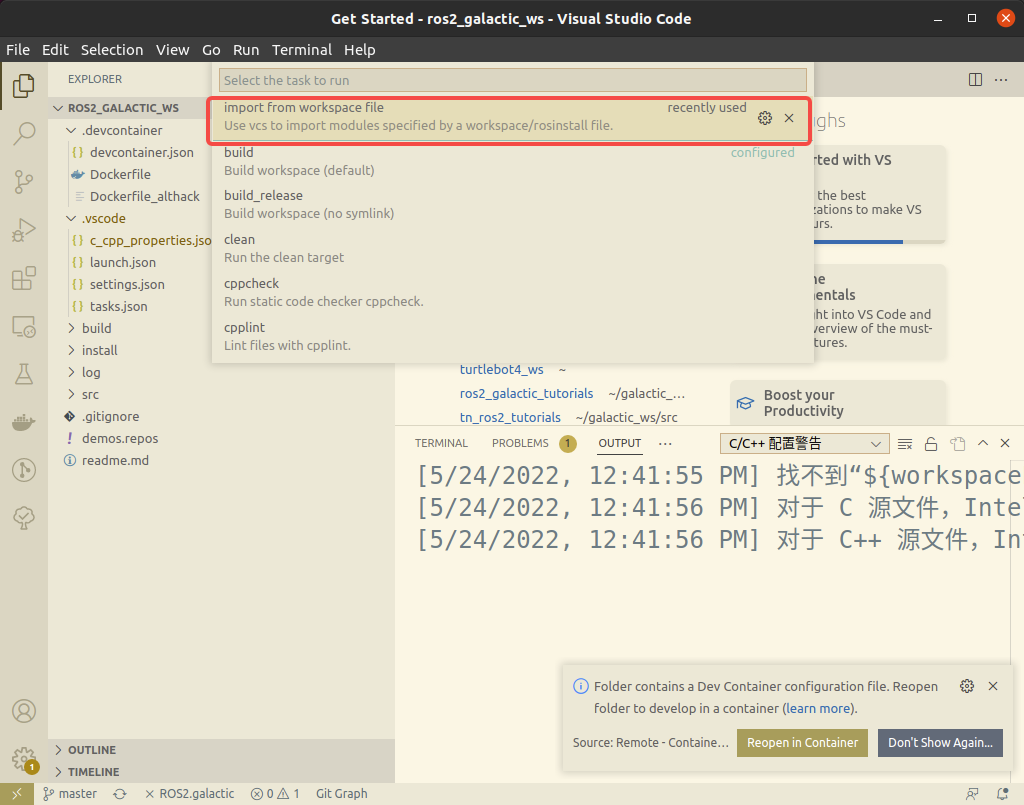 Get Started - ros2_galactic_ws - Visual Studio Code
File Edit Selection View Go Run Terminal Help
EXPLORER
ROS2_GALACTIC_WS
.devcontainer
devcontainer.json
Dockerfile
Dockerfile_althack
.vscode
c_cpp_properties.jso
launch.json
settings.json
tasks.json
build
install
log
src
.gitignore
demos.repos
readme.md
OUTLINE
TIMELINE
Select the task to run
import from workspace file recently used
Use vcs to import modules specified by a workspace/rosinstall file.
build configured
Build workspace (default)
build_release
Build workspace (no symlink)
clean
Run the clean target
cppcheck
Run static code checker cppcheck.
cpplint
Lint files with cpplint.
turtlebot4_ws ~
ros2_galactic_tutorials ~/galactic_...
tn_ros2_tutorials ~/galactic_ws/src
ghs
rted with VS
the best
zations to make VS
urs.
ne
mentals
ght into VS Code and
verview of the must-
tures.
Boost your
Productivity
TERMINAL PROBLEMS 1 OUTPUT ... C/C++ 配置警告
[5/24/2022, 12:41:55 PM] 找不到“${workspace
[5/24/2022, 12:41:56 PM] 对于 C 源文件，Inte
[5/24/2022, 12:41:56 PM] 对于 C++ 源文件，Int
Folder contains a Dev Container configuration file. Reopen
folder to develop in a container (learn more).
Source: Remote - Containe... Reopen in Container Don't Show Again...
1
master ROS2.galactic 0 1 Git Graph